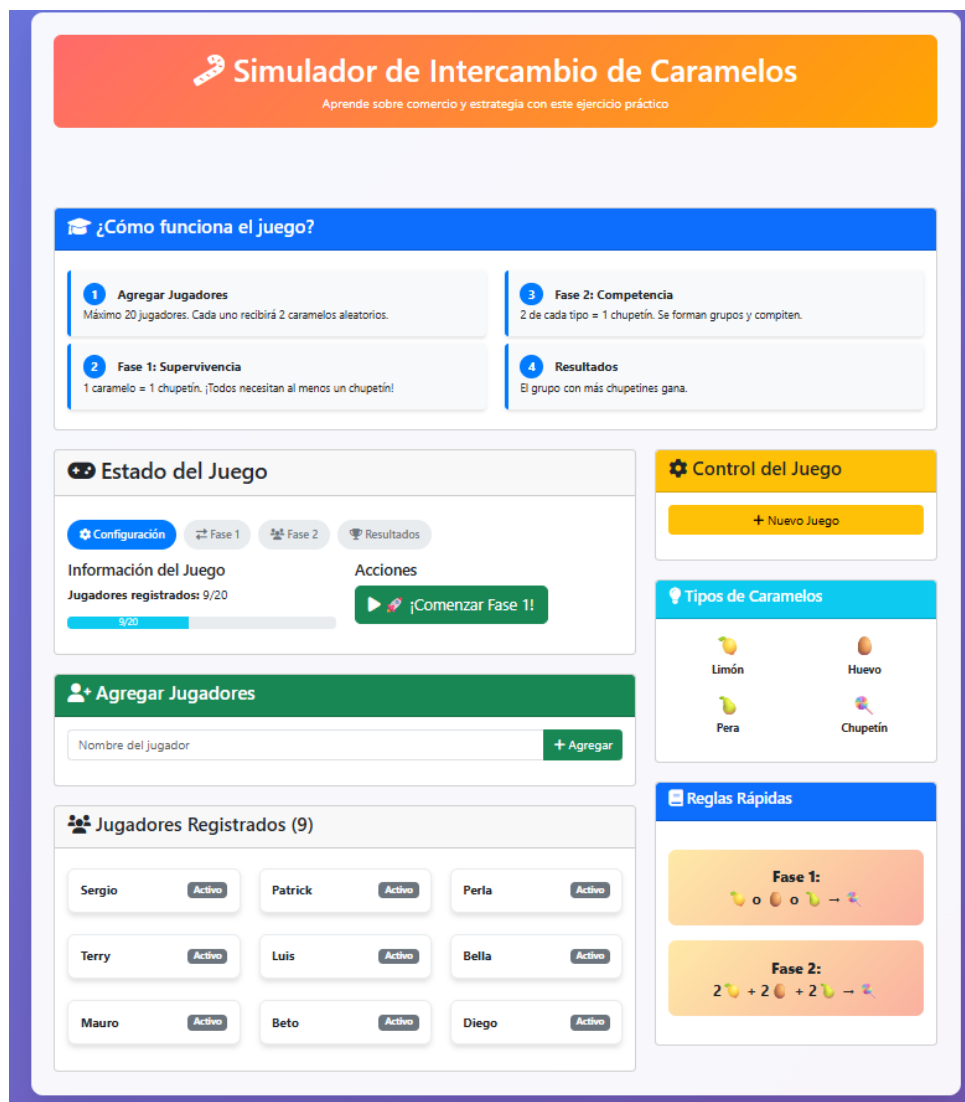 Simulador de Intercambio de Caramelos
Aprende sobre comercio y estrategia con este ejercicio práctico
¿Cómo funciona el juego?
1 Agregar Jugadores
Máximo 20 jugadores. Cada uno recibirá 2 caramelos aleatorios.
2 Fase 1: Supervivencia
1 caramelo = 1 chupetín. ¡Todos necesitan al menos un chupetín!
3 Fase 2: Competencia
2 de cada tipo = 1 chupetín. Se forman grupos y compiten.
4 Resultados
El grupo con más chupetines gana.
Estado del Juego
Configuración Fase 1 Fase 2 Resultados
Información del Juego
Jugadores registrados: 9/20
9/20
Acciones
¡Comenzar Fase 1!
Agregar Jugadores
Nombre del jugador + Agregar
Jugadores Registrados (9)
Sergio Activo Patrick Activo Perla Activo
Terry Activo Luis Activo Bella Activo
Mauro Activo Beto Activo Diego Activo
Control del Juego
+ Nuevo Juego
Tipos de Caramelos
Limón Huevo
Pera Chupetín
Reglas Rápidas
Fase 1:
🍋 o 🥚 o 🍐 → 🍭
Fase 2:
2 🍋 + 2 🥚 + 2 🍐 → 🍭